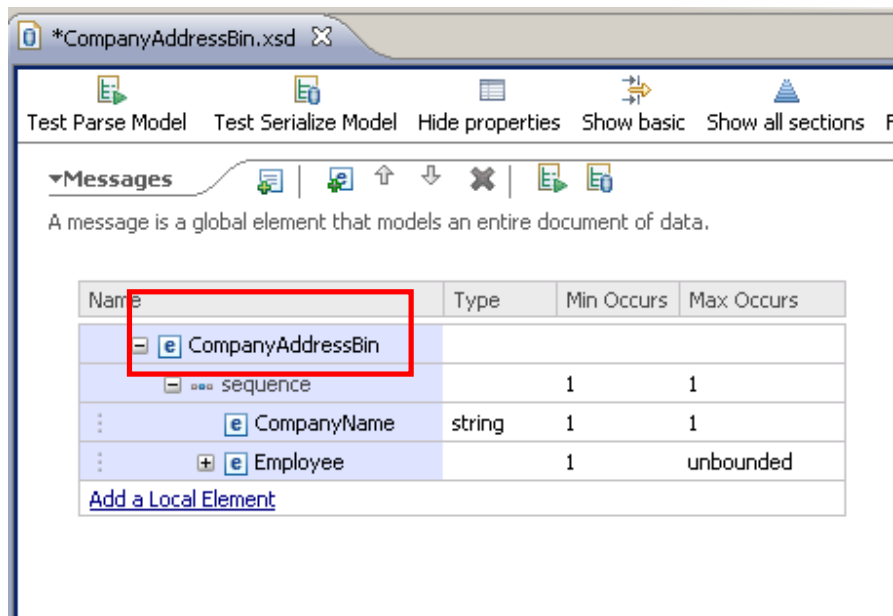 *CompanyAddressBin.xsd
Test Parse Model Test Serialize Model Hide properties Show basic Show all sections F
Messages
A message is a global element that models an entire document of data.
Name Type Min Occurs Max Occurs
CompanyAddressBin
sequence 1 1
CompanyName string 1 1
Employee 1 unbounded
Add a Local Element